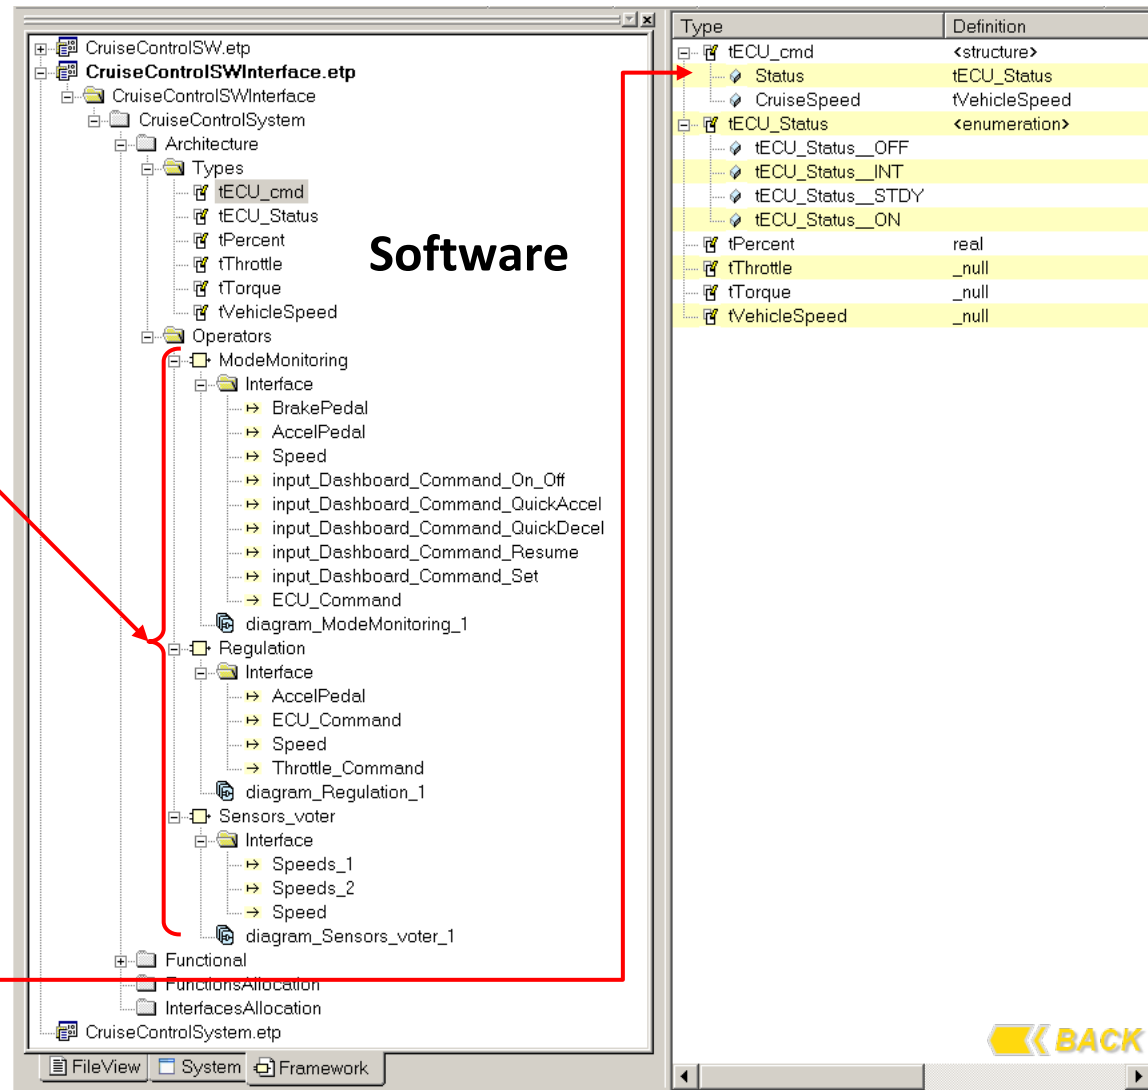 CruiseControlSW.etp
CruiseControlSWInterface.etp
CruiseControlSWInterface
CruiseControlSystem
Architecture
Types
tECU_cmd
tECU_Status
tPercent
tThrottle
tTorque
tVehicleSpeed
Software
Operators
ModeMonitoring
Interface
BrakePedal
AccelPedal
Speed
input_Dashboard_Command_On_Off
input_Dashboard_Command_QuickAccel
input_Dashboard_Command_QuickDecel
input_Dashboard_Command_Resume
input_Dashboard_Command_Set
ECU_Command
diagram_ModeMonitoring_1
Regulation
Interface
AccelPedal
ECU_Command
Speed
Throttle_Command
diagram_Regulation_1
Sensors_voter
Interface
Speeds_1
Speeds_2
Speed
diagram_Sensors_voter_1
Functional
FunctionsAllocation
InterfacesAllocation
CruiseControlSystem.etp
FileView System Framework
Type Definition
tECU_cmd <structure>
Status tECU_Status
CruiseSpeed tVehicleSpeed
tECU_Status <enumeration>
tECU_Status__OFF
tECU_Status__INT
tECU_Status__STDY
tECU_Status__ON
tPercent real
tThrottle _null
tTorque _null
tVehicleSpeed _null
BACK